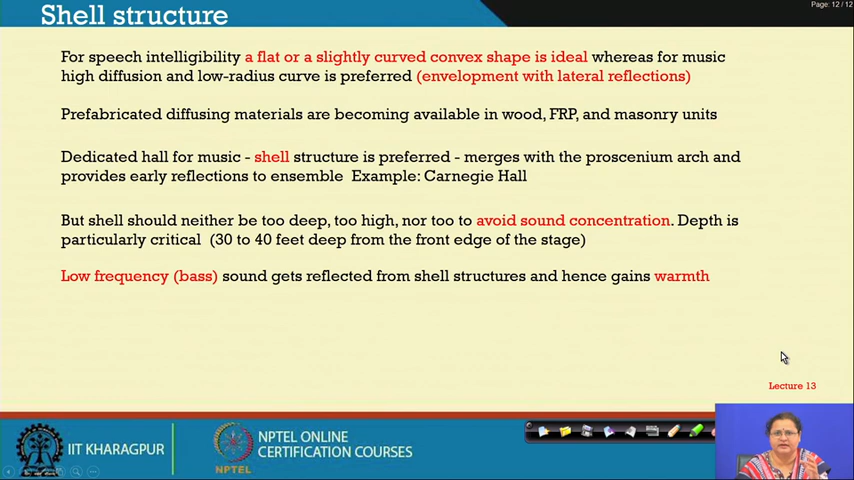 Page: 12 / 12
Shell structure
For speech intelligibility a flat or a slightly curved convex shape is ideal whereas for music
high diffusion and low-radius curve is preferred (envelopment with lateral reflections)
Prefabricated diffusing materials are becoming available in wood, FRP, and masonry units
Dedicated hall for music - shell structure is preferred - merges with the proscenium arch and
provides early reflections to ensemble Example: Carnegie Hall
But shell should neither be too deep, too high, nor too to avoid sound concentration. Depth is
particularly critical (30 to 40 feet deep from the front edge of the stage)
Low frequency (bass) sound gets reflected from shell structures and hence gains warmth
Lecture 13
IIT KHARAGPUR
NPTEL
NPTEL ONLINE
CERTIFICATION COURSES